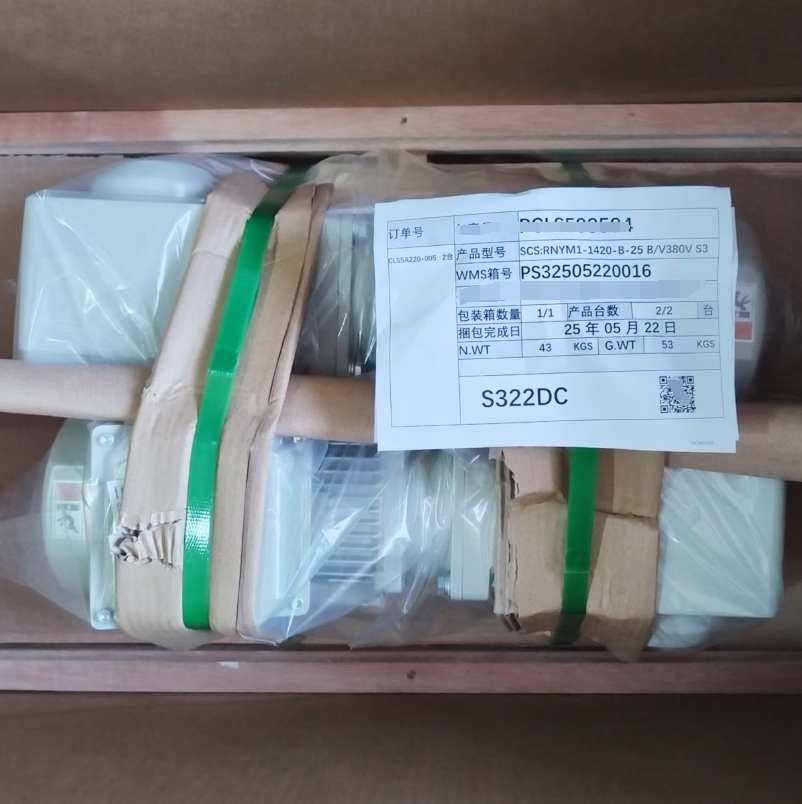 订单号
CLSSA220-005 2台
产品型号 SCS:RNYM1-1420-B-25 B/V380V S3
WMS箱号 PS32505220016
包装箱数量 1/1 产品台数 2/2 台
捆包完成日 25 年 05 月 22 日
N.WT 43 KGS G.WT 53 KGS
S322DC